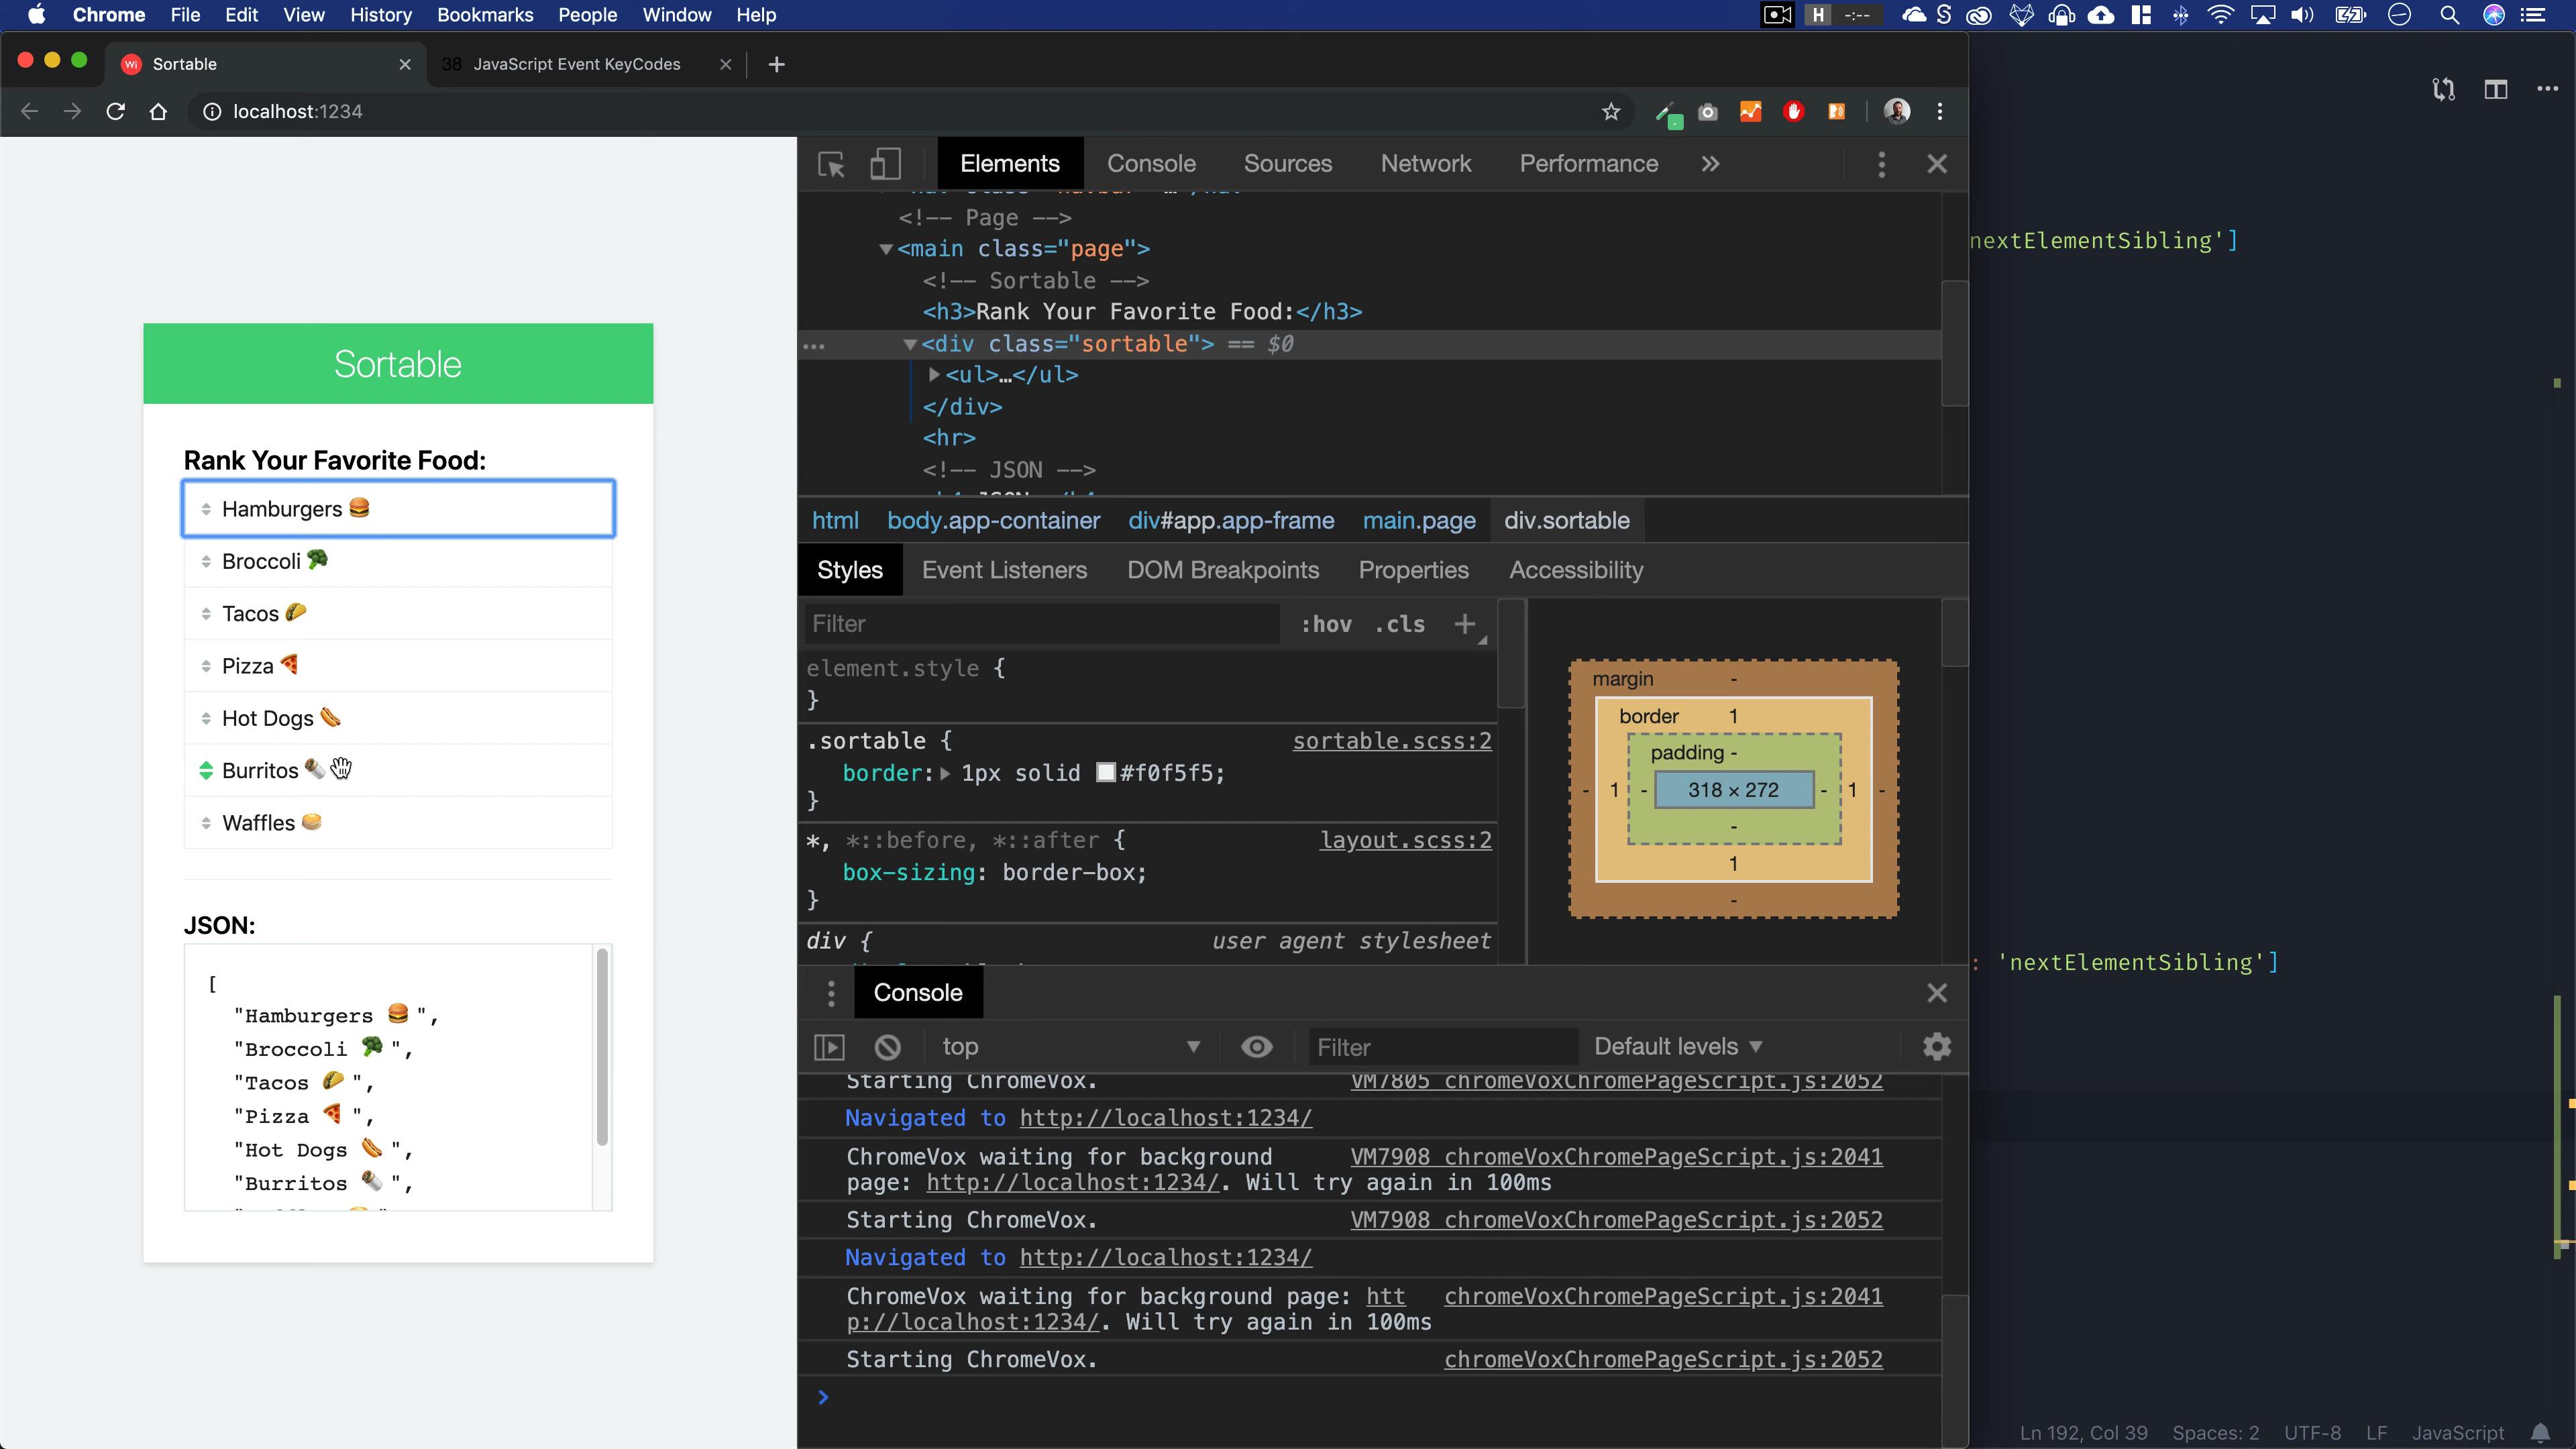 Chrome File Edit View History Bookmarks People Window Help
H -:--
Sortable
38 JavaScript Event KeyCodes
localhost:1234
Sortable
Rank Your Favorite Food:
Hamburgers 🍔
Broccoli 🥦
Tacos 🌮
Pizza 🍕
Hot Dogs 🌭
Burritos 🌯
Waffles
JSON:
[
"Hamburgers 🍔 ",
"Broccoli 🥦 ",
"Tacos 🌮 ",
"Pizza 🍕 ",
"Hot Dogs 🌭 ",
"Burritos 🌯 ",
Elements Console Sources Network Performance »
<!-- Page -->
<main class="page">
<!-- Sortable -->
<h3>Rank Your Favorite Food:</h3>
<div class="sortable"> == $0
<ul>…</ul>
</div>
<hr>
<!-- JSON -->
html body.app-container div#app.app-frame main.page div.sortable
Styles Event Listeners DOM Breakpoints Properties Accessibility
Filter :hov .cls +
element.style {
}
.sortable { sortable.scss:2
border: 1px solid #f0f5f5;
}
*, *::before, *::after { layout.scss:2
box-sizing: border-box;
}
div { user agent stylesheet
margin -
border 1
padding -
- 1 - 318 × 272 - 1 -
-
1
-
Console
top Filter Default levels
Starting ChromeVox. VM7805 chromeVoxChromePageScript.js:2052
Navigated to http://localhost:1234/
ChromeVox waiting for background VM7908 chromeVoxChromePageScript.js:2041
page: http://localhost:1234/. Will try again in 100ms
Starting ChromeVox. VM7908 chromeVoxChromePageScript.js:2052
Navigated to http://localhost:1234/
ChromeVox waiting for background page: htt chromeVoxChromePageScript.js:2041
p://localhost:1234/. Will try again in 100ms
Starting ChromeVox. chromeVoxChromePageScript.js:2052
nextElementSibling']
: 'nextElementSibling']
Ln 192, Col 39 Spaces: 2 UTF-8 LF JavaScript